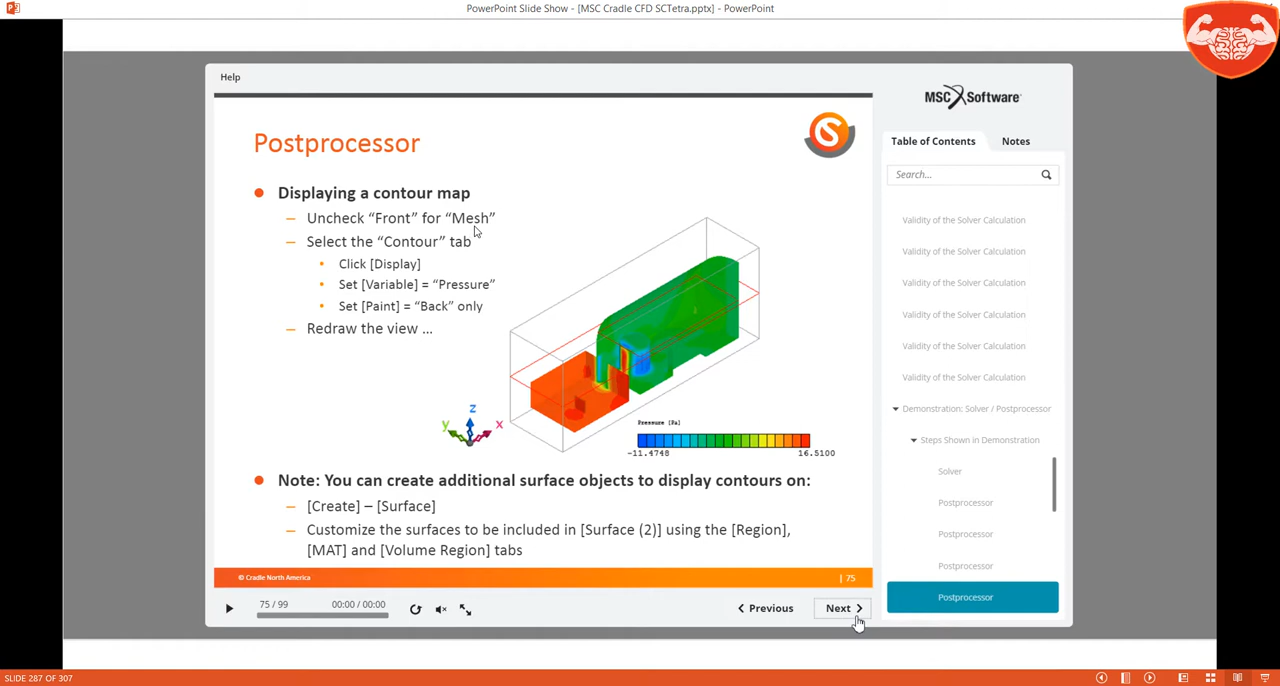 PowerPoint Slide Show - [MSC Cradle CFD SCTetra.pptx] - PowerPoint
Help
MSC Software
Table of Contents
Notes
Search...
Postprocessor
Displaying a contour map
– Uncheck “Front” for “Mesh”
– Select the “Contour” tab
• Click [Display]
• Set [Variable] = “Pressure”
• Set [Paint] = “Back” only
– Redraw the view ...
z
y
x
Pressure [Pa]
-11.4748
16.5100
Note: You can create additional surface objects to display contours on:
– [Create] – [Surface]
– Customize the surfaces to be included in [Surface (2)] using the [Region],
[MAT] and [Volume Region] tabs
© Cradle North America
| 75
Validity of the Solver Calculation
Validity of the Solver Calculation
Validity of the Solver Calculation
Validity of the Solver Calculation
Validity of the Solver Calculation
Validity of the Solver Calculation
Demonstration: Solver / Postprocessor
Steps Shown in Demonstration
Solver
Postprocessor
Postprocessor
Postprocessor
Postprocessor
75 / 99
00:00 / 00:00
Previous
Next
SLIDE 287 OF 307